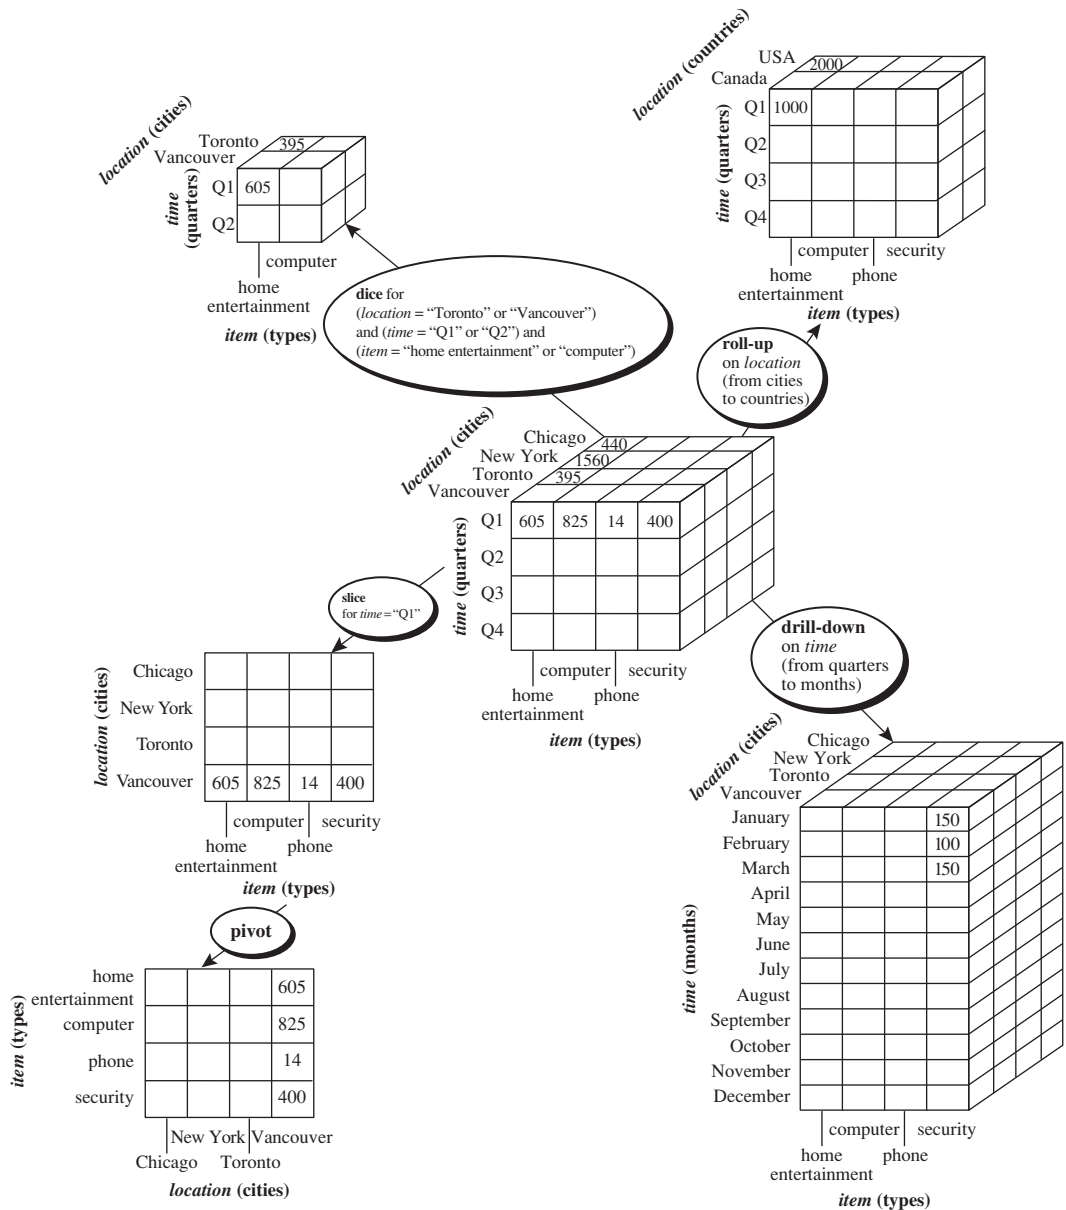 location (cities)
Toronto
Vancouver
395
Q1
605
Q2
time
(quarters)
computer
home
entertainment
item (types)
location (countries)
USA
Canada
2000
Q1
1000
Q2
Q3
Q4
time (quarters)
computer
security
home
entertainment
phone
item (types)
dice for
(location = “Toronto” or “Vancouver”)
and (time = “Q1” or “Q2”) and
(item = “home entertainment” or “computer”)
roll-up
on location
(from cities
to countries)
location (cities)
Chicago
440
New York
1560
Toronto
395
Vancouver
Q1
605 825 14 400
Q2
Q3
Q4
time (quarters)
computer
security
home
entertainment
phone
item (types)
slice
for time = “Q1”
drill-down
on time
(from quarters
to months)
location (cities)
Chicago
New York
Toronto
Vancouver
605 825 14 400
computer
security
home
entertainment
phone
item (types)
pivot
item (types)
home
entertainment
605
computer
825
phone
14
security
400
New York
Vancouver
Chicago
Toronto
location (cities)
location (cities)
Chicago
New York
Toronto
Vancouver
January
150
February
100
March
150
April
May
June
July
August
September
October
November
December
time (months)
computer
security
home
entertainment
phone
item (types)